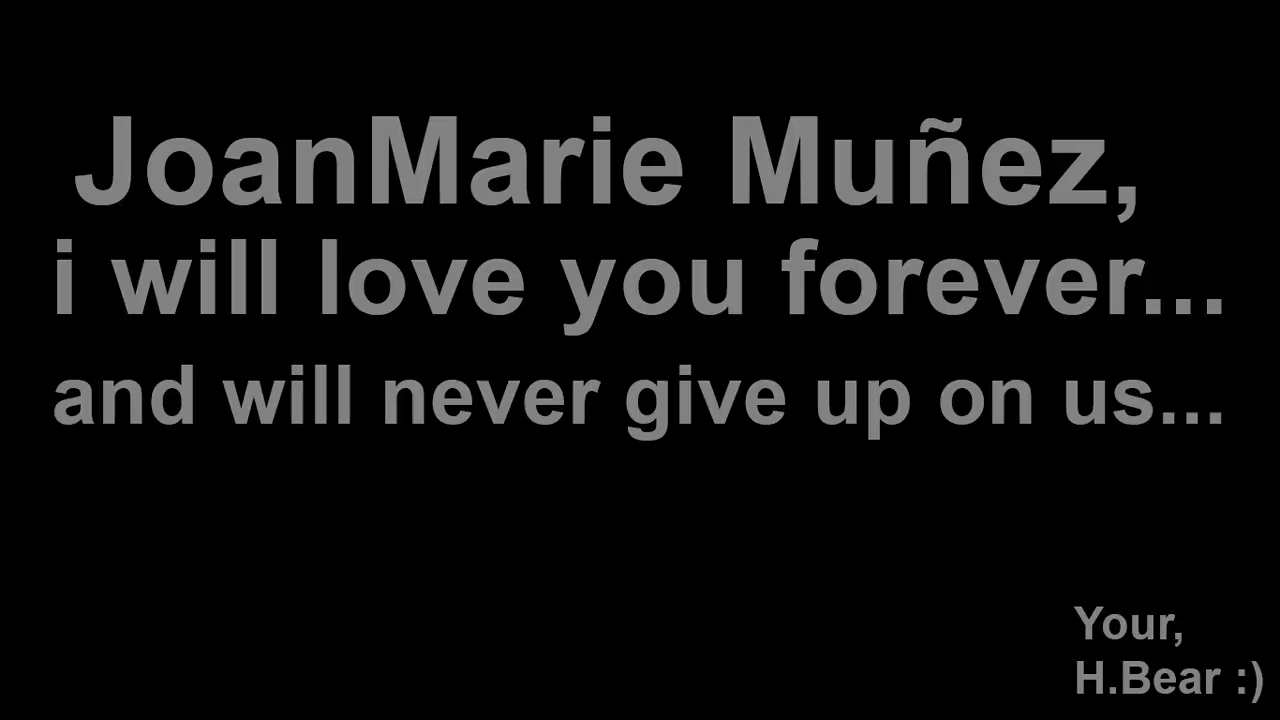 JoanMarie Muñez,
i will love you forever...
and will never give up on us...
Your,
H.Bear :)